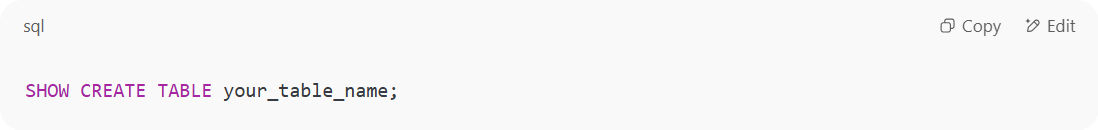 sql Copy Edit
SHOW CREATE TABLE your_table_name;